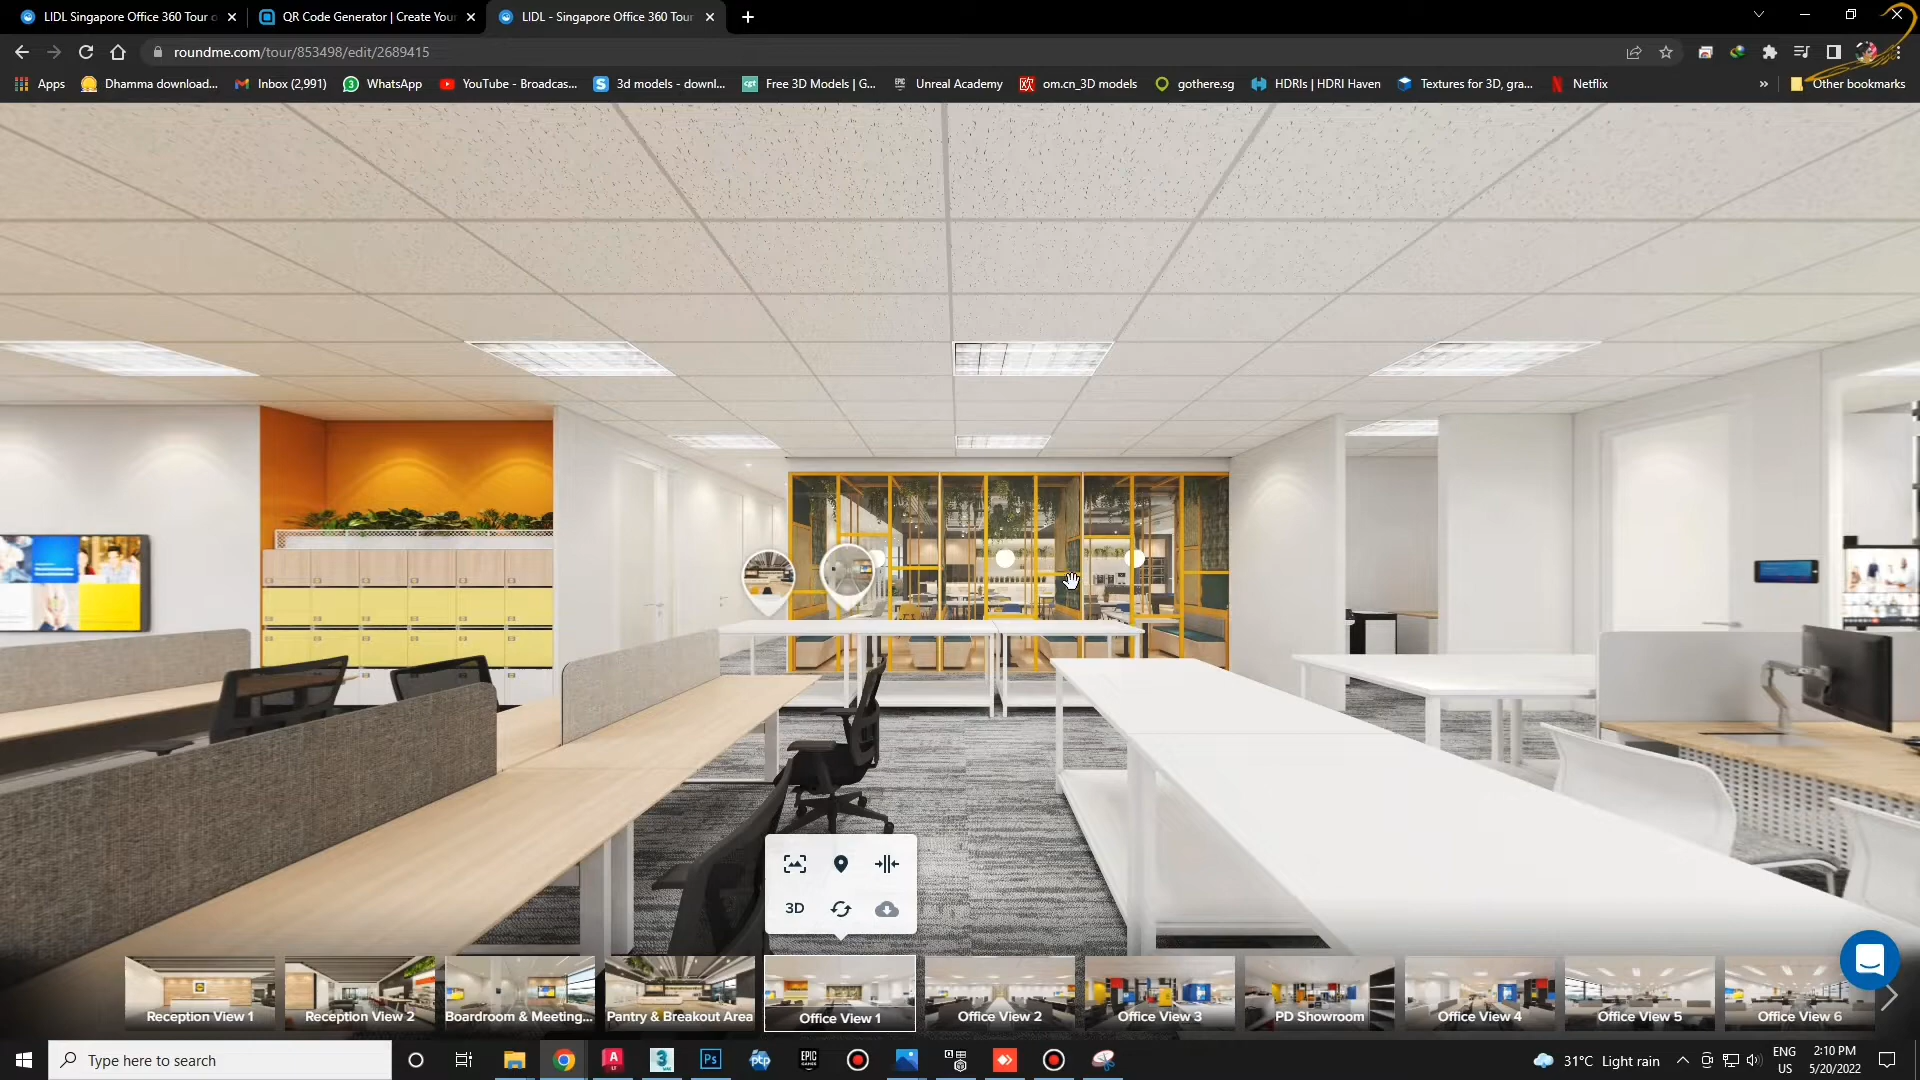 LIDL Singapore Office 360 Tour o
QR Code Generator | Create Your
LIDL - Singapore Office 360 Tour
roundme.com/tour/853498/edit/2689415
Apps
Dhamma download...
Inbox (2,991)
WhatsApp
YouTube - Broadcas...
3d models - downl...
Free 3D Models | G...
Unreal Academy
om.cn_3D models
gothere.sg
HDRIs | HDRI Haven
Textures for 3D, gra...
Netflix
Other bookmarks
3D
Reception View 1
Reception View 2
Boardroom & Meeting...
Pantry & Breakout Area
Office View 1
Office View 2
Office View 3
PD Showroom
Office View 4
Office View 5
Office View 6
Type here to search
31°C Light rain
ENG
US
2:10 PM
5/20/2022